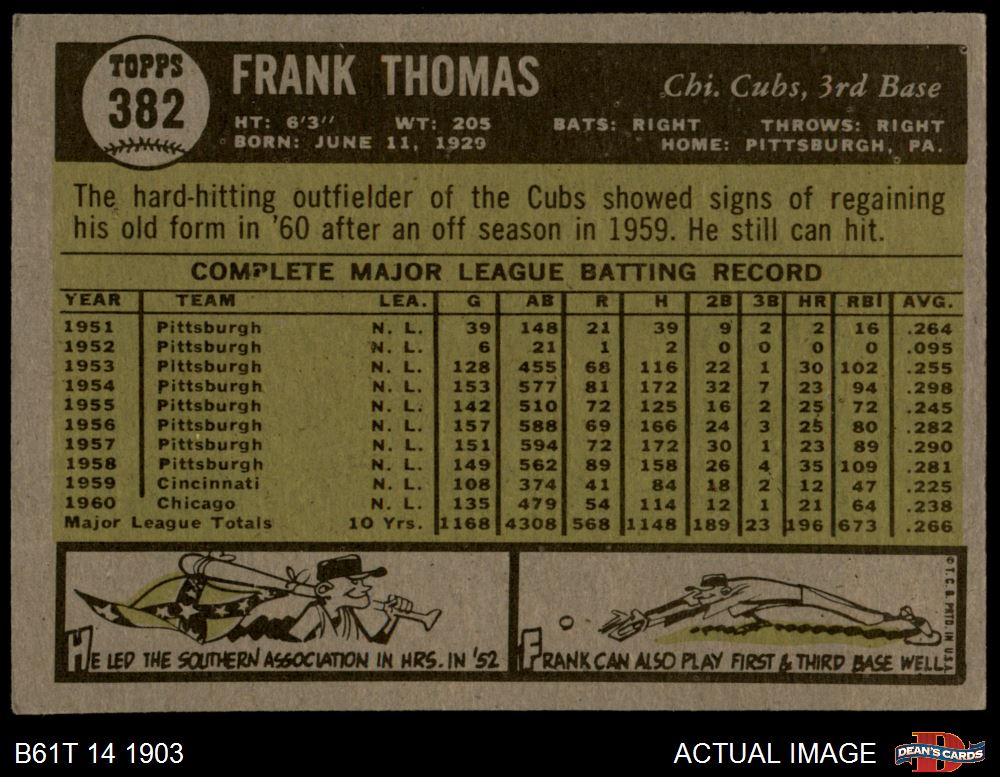 TOPPS
382
FRANK THOMAS
Chi. Cubs, 3rd Base
HT: 6'3" WT: 205 BATS: RIGHT THROWS: RIGHT
BORN: JUNE 11, 1929 HOME: PITTSBURGH, PA.
The hard-hitting outfielder of the Cubs showed signs of regaining
his old form in '60 after an off season in 1959. He still can hit.
COMPLETE MAJOR LEAGUE BATTING RECORD
YEAR TEAM LEA. G AB R H 2B 3B HR RBI AVG.
1951 Pittsburgh N. L. 39 148 21 39 9 2 2 16 .264
1952 Pittsburgh N. L. 6 21 1 2 0 0 0 0 .095
1953 Pittsburgh N. L. 128 455 68 116 22 1 30 102 .255
1954 Pittsburgh N. L. 153 577 81 172 32 7 23 94 .298
1955 Pittsburgh N. L. 142 510 72 125 16 2 25 72 .245
1956 Pittsburgh N. L. 157 588 69 166 24 3 25 80 .282
1957 Pittsburgh N. L. 151 594 72 172 30 1 23 89 .290
1958 Pittsburgh N. L. 149 562 89 158 26 4 35 109 .281
1959 Cincinnati N. L. 108 374 41 84 18 2 12 47 .225
1960 Chicago N. L. 135 479 54 114 12 1 21 64 .238
Major League Totals 10 Yrs. 1168 4308 568 1148 189 23 196 673 .266
HE LED THE SOUTHERN ASSOCIATION IN HRS. IN '52
FRANK CAN ALSO PLAY FIRST & THIRD BASE WELL!
© T. C. G. PRTD. IN U.S.A.
B61T 14 1903
ACTUAL IMAGE
DEAN'S CARDS